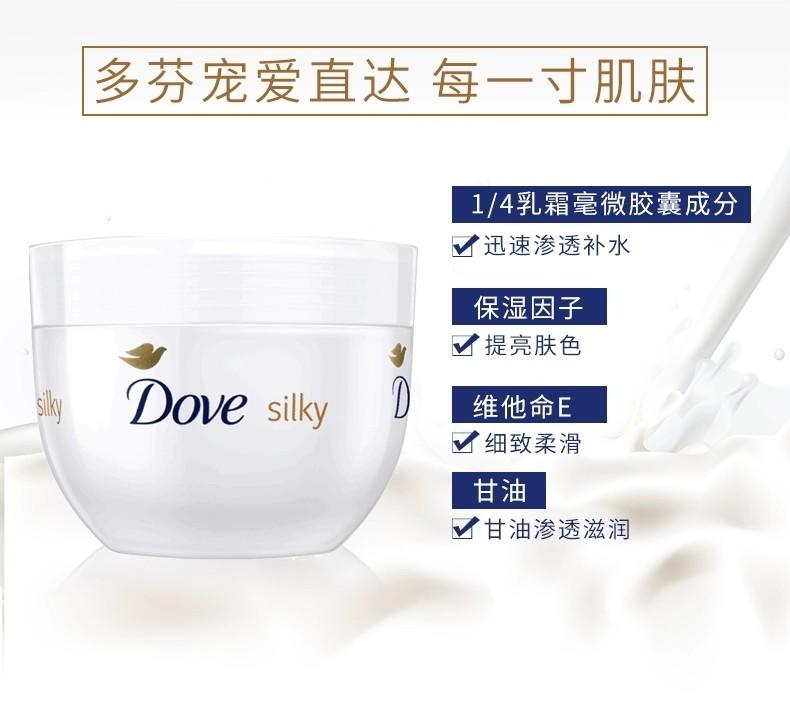 多芬宠爱直达 每一寸肌肤
1/4乳霜毫微胶囊成分
迅速渗透补水
保湿因子
提亮肤色
维他命E
细致柔滑
甘油
甘油渗透滋润
silky
Dove silky
D